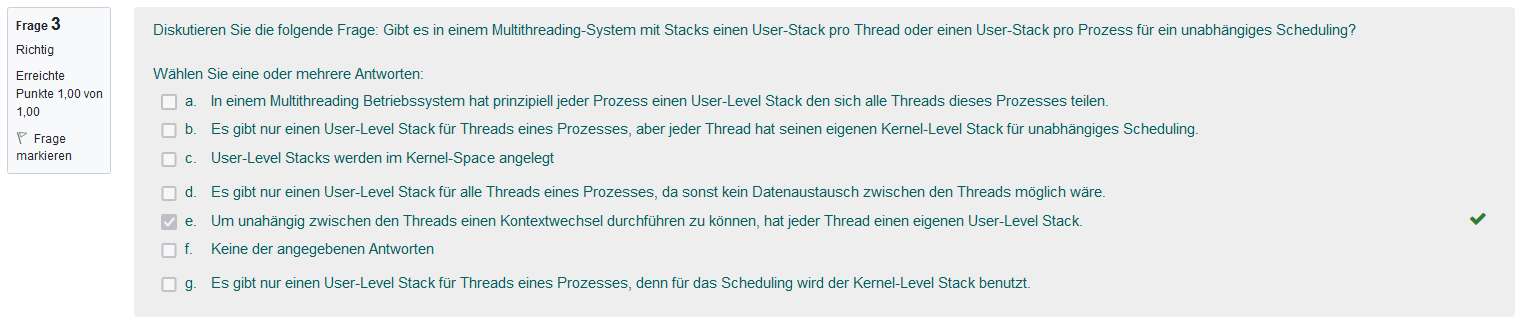 Frage 3
Richtig
Erreichte
Punkte 1,00 von
1,00
Frage
markieren
Diskutieren Sie die folgende Frage: Gibt es in einem Multithreading-System mit Stacks einen User-Stack pro Thread oder einen User-Stack pro Prozess für ein unabhängiges Scheduling?
Wählen Sie eine oder mehrere Antworten:
a. In einem Multithreading Betriebssystem hat prinzipiell jeder Prozess einen User-Level Stack den sich alle Threads dieses Prozesses teilen.
b. Es gibt nur einen User-Level Stack für Threads eines Prozesses, aber jeder Thread hat seinen eigenen Kernel-Level Stack für unabhängiges Scheduling.
c. User-Level Stacks werden im Kernel-Space angelegt
d. Es gibt nur einen User-Level Stack für alle Threads eines Prozesses, da sonst kein Datenaustausch zwischen den Threads möglich wäre.
e. Um unahängig zwischen den Threads einen Kontextwechsel durchführen zu können, hat jeder Thread einen eigenen User-Level Stack.
f. Keine der angegebenen Antworten
g. Es gibt nur einen User-Level Stack für Threads eines Prozesses, denn für das Scheduling wird der Kernel-Level Stack benutzt.